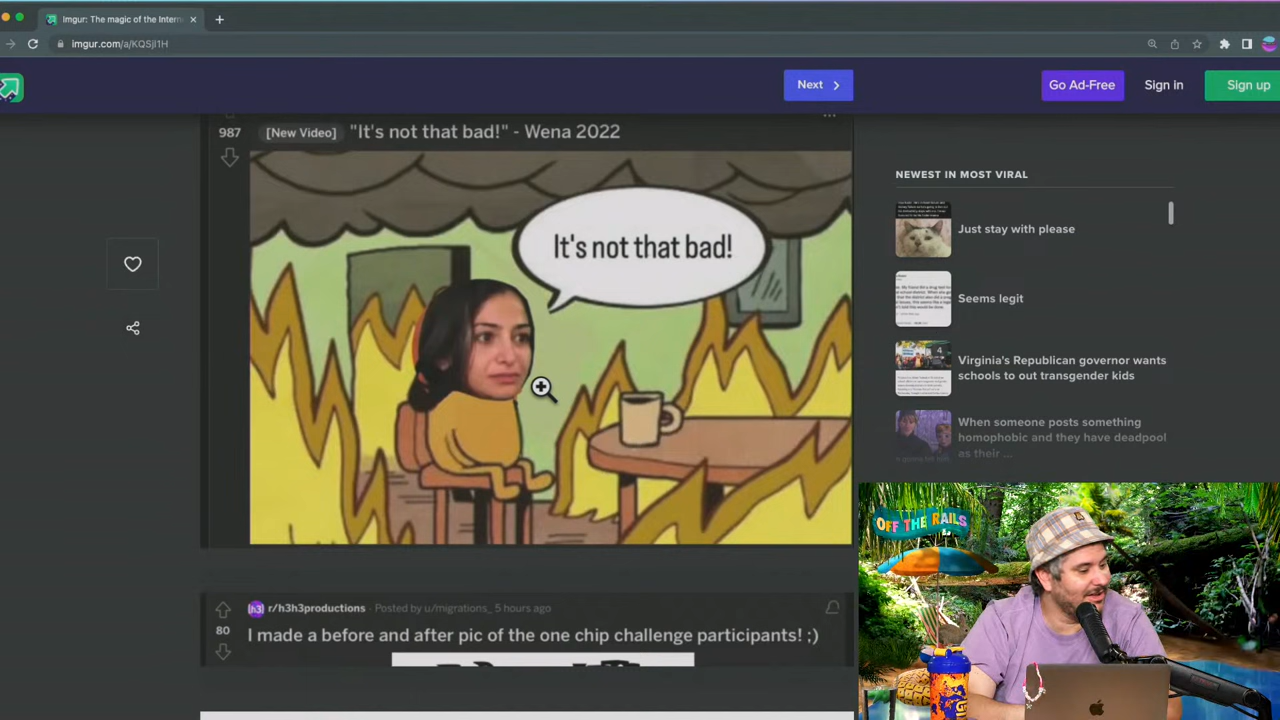 Imgur: The magic of the Intern
imgur.com/a/KQSjI1H
Next
Go Ad-Free
Sign in
Sign up
987
[New Video] "It's not that bad!" - Wena 2022
It's not that bad!
NEWEST IN MOST VIRAL
Just stay with please
Seems legit
Virginia's Republican governor wants
schools to out transgender kids
When someone posts something
homophobic and they have deadpool
as their ...
h3 r/h3h3productions · Posted by u/migrations_ 5 hours ago
80
I made a before and after pic of the one chip challenge participants! ;)
OFF THE RAILS